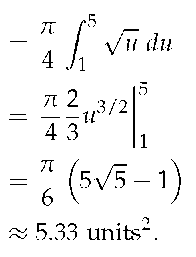 − π/4 ∫₁⁵ √u du
= π/4 2/3 u^{3/2} |₁⁵
= π/6 (5√5 − 1)
≈ 5.33 units².